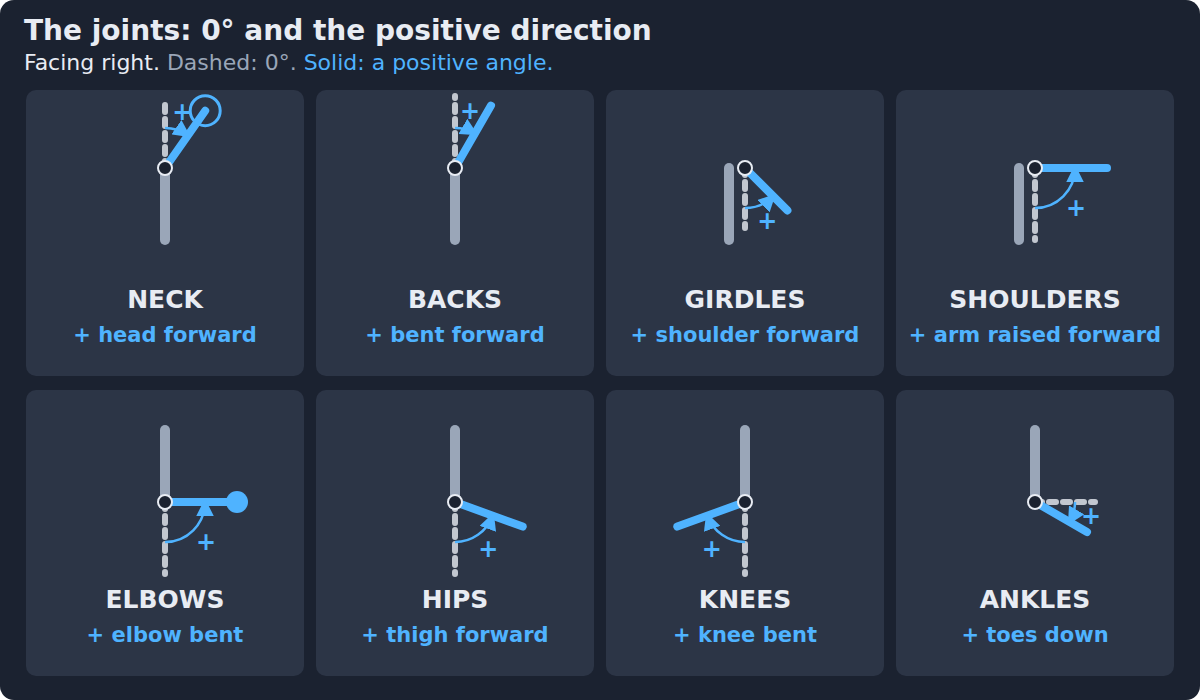 The joints: 0° and the positive direction
Facing right. Dashed: 0°. Solid: a positive angle.
+
NECK
+ head forward
+
BACKS
+ bent forward
+
GIRDLES
+ shoulder forward
+
SHOULDERS
+ arm raised forward
+
ELBOWS
+ elbow bent
+
HIPS
+ thigh forward
+
KNEES
+ knee bent
+
ANKLES
+ toes down